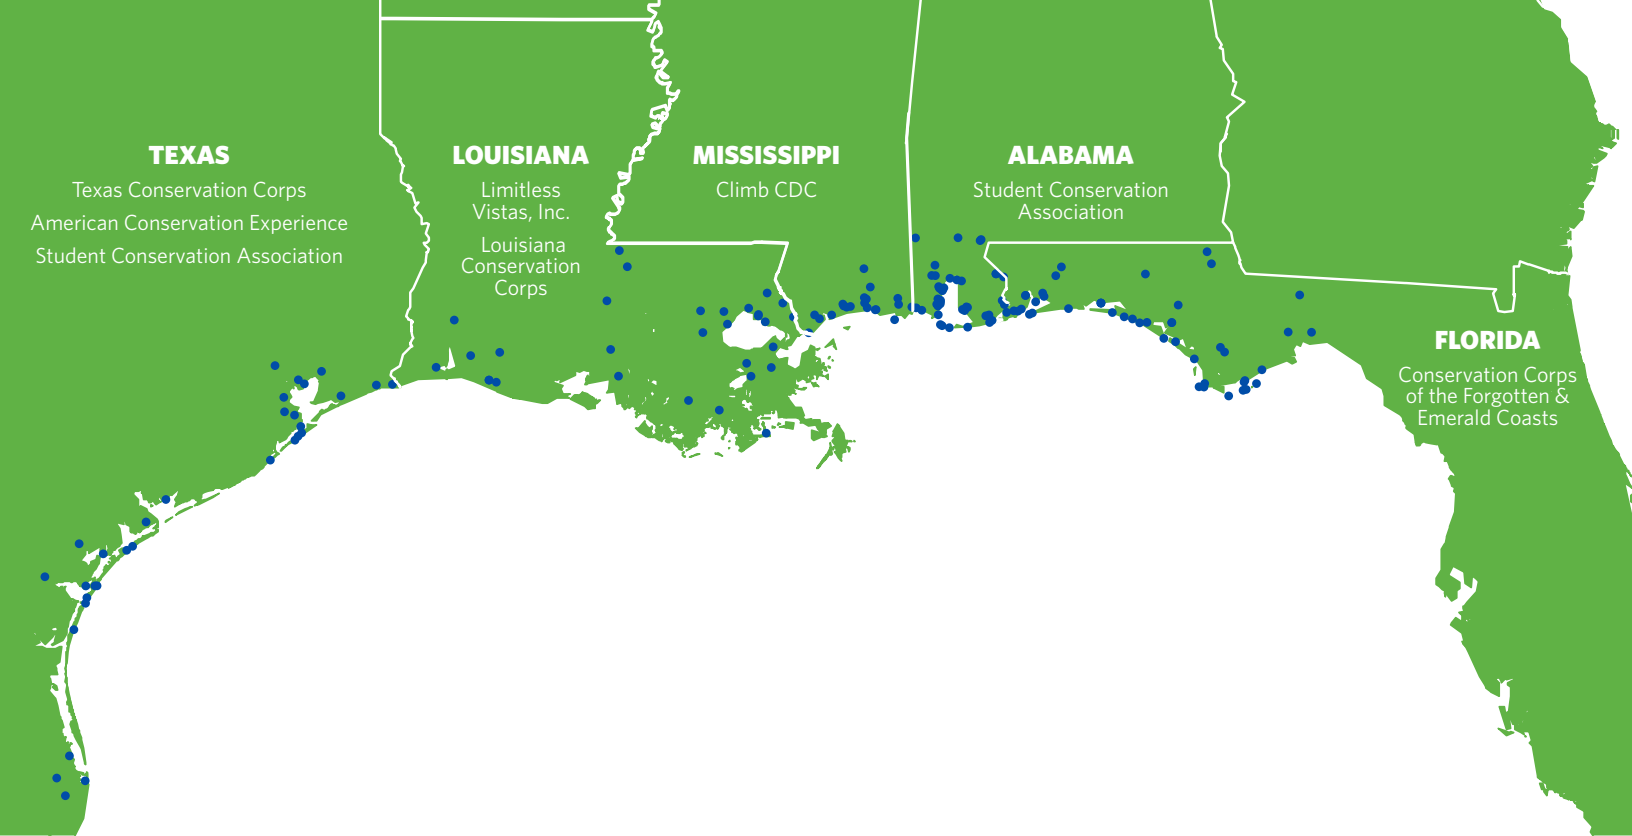 TEXAS
Texas Conservation Corps
American Conservation Experience
Student Conservation Association
LOUISIANA
Limitless
Vistas, Inc.
Louisiana
Conservation
Corps
MISSISSIPPI
Climb CDC
ALABAMA
Student Conservation
Association
FLORIDA
Conservation Corps
of the Forgotten &
Emerald Coasts